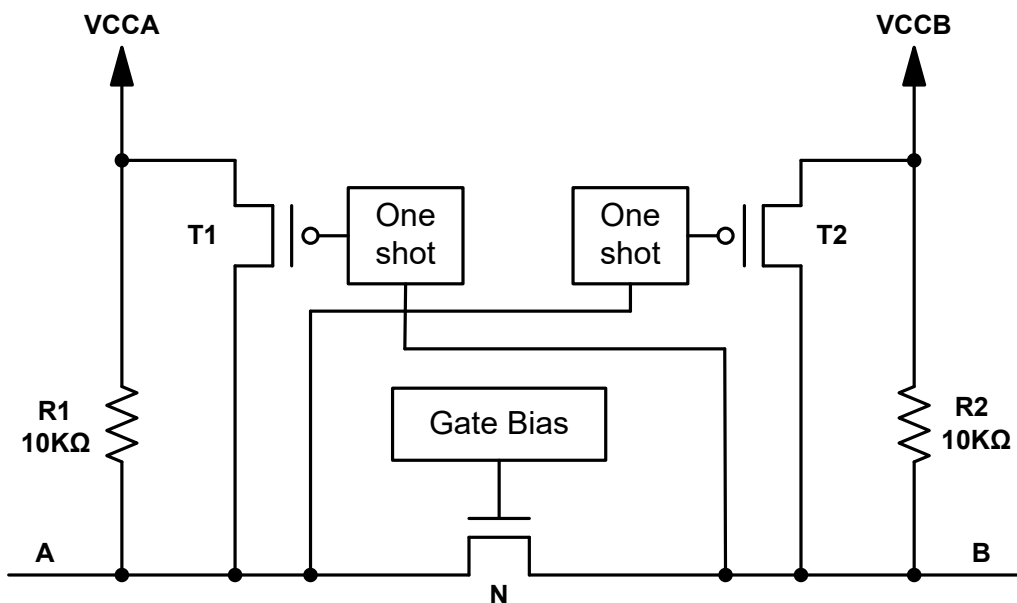 VCCA
VCCB
T1
One
shot
One
shot
T2
R1
10KΩ
Gate Bias
R2
10KΩ
A
N
B